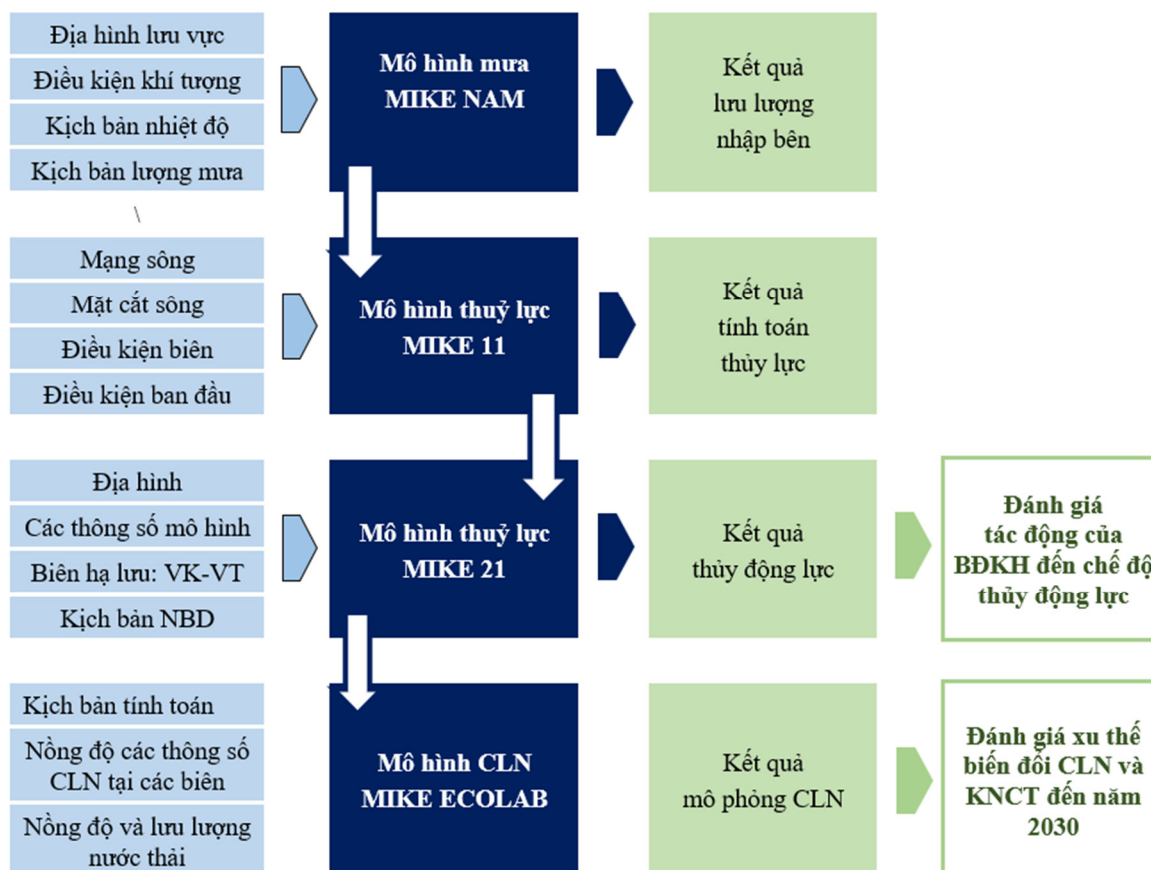 Địa hình lưu vực
Điều kiện khí tượng
Kịch bản nhiệt độ
Kịch bản lượng mưa
\
Mô hình mưa
MIKE NAM
Kết quả
lưu lượng
nhập bên
Mạng sông
Mặt cắt sông
Điều kiện biên
Điều kiện ban đầu
Mô hình thuỷ lực
MIKE 11
Kết quả
tính toán
thủy lực
Địa hình
Các thông số mô hình
Biên hạ lưu: VK-VT
Kịch bản NBD
Mô hình thuỷ lực
MIKE 21
Kết quả
thủy động lực
Đánh giá
tác động của
BĐKH đến chế độ
thủy động lực
Kịch bản tính toán
Nồng độ các thông số
CLN tại các biên
Nồng độ và lưu lượng
nước thải
Mô hình CLN
MIKE ECOLAB
Kết quả
mô phỏng CLN
Đánh giá xu thế
biến đổi CLN và
KNCT đến năm
2030